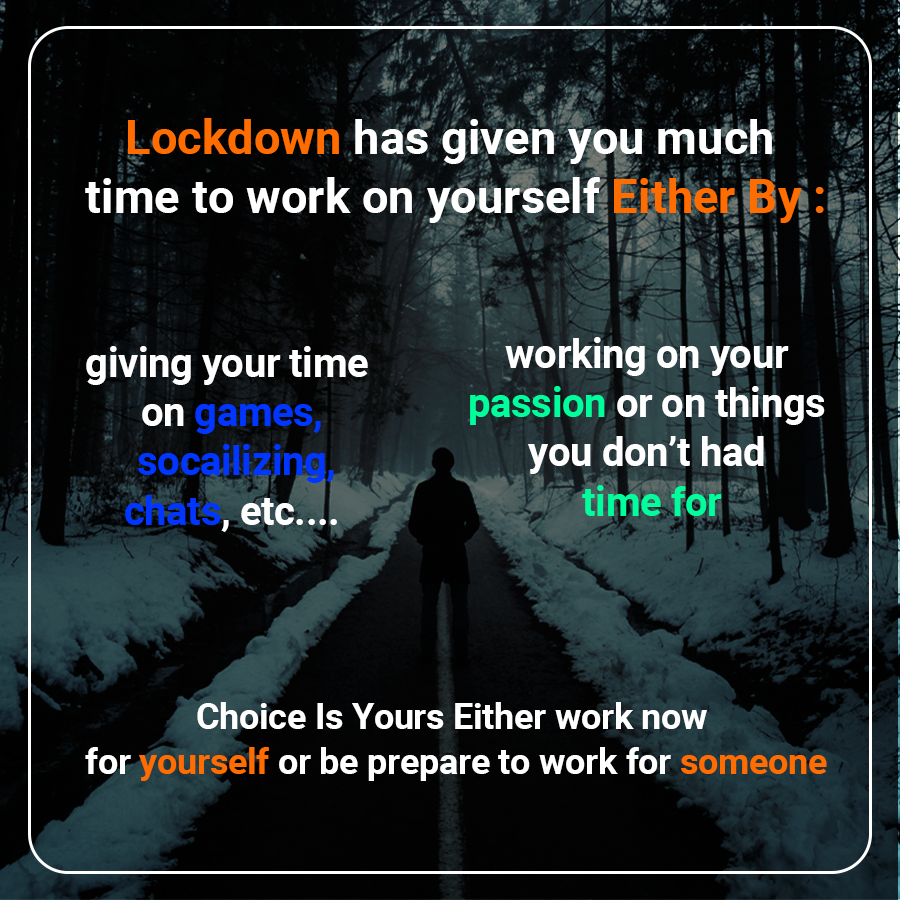 Lockdown has given you much
time to work on yourself Either By :
giving your time
on games,
socailizing,
chats, etc....
working on your
passion or on things
you don’t had
time for
Choice Is Yours Either work now
for yourself or be prepare to work for someone